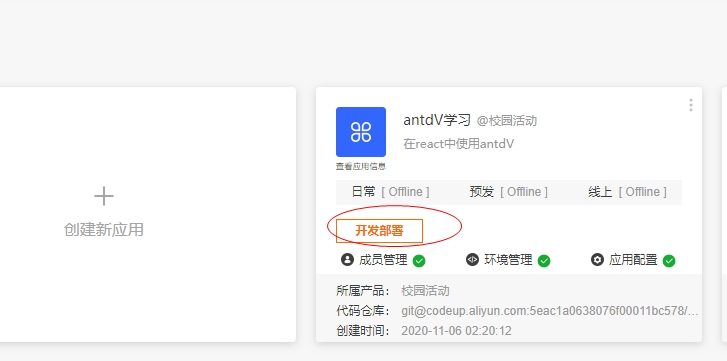 创建新应用
antdV学习 @校园活动
在react中使用antdV
查看应用信息
日常 [ Offline ] 预发 [ Offline ] 线上 [ Offline ]
开发部署
成员管理 环境管理 应用配置
所属产品： 校园活动
代码仓库： git@codeup.aliyun.com:5eac1a0638076f00011bc578/...
创建时间： 2020-11-06 02:20:12